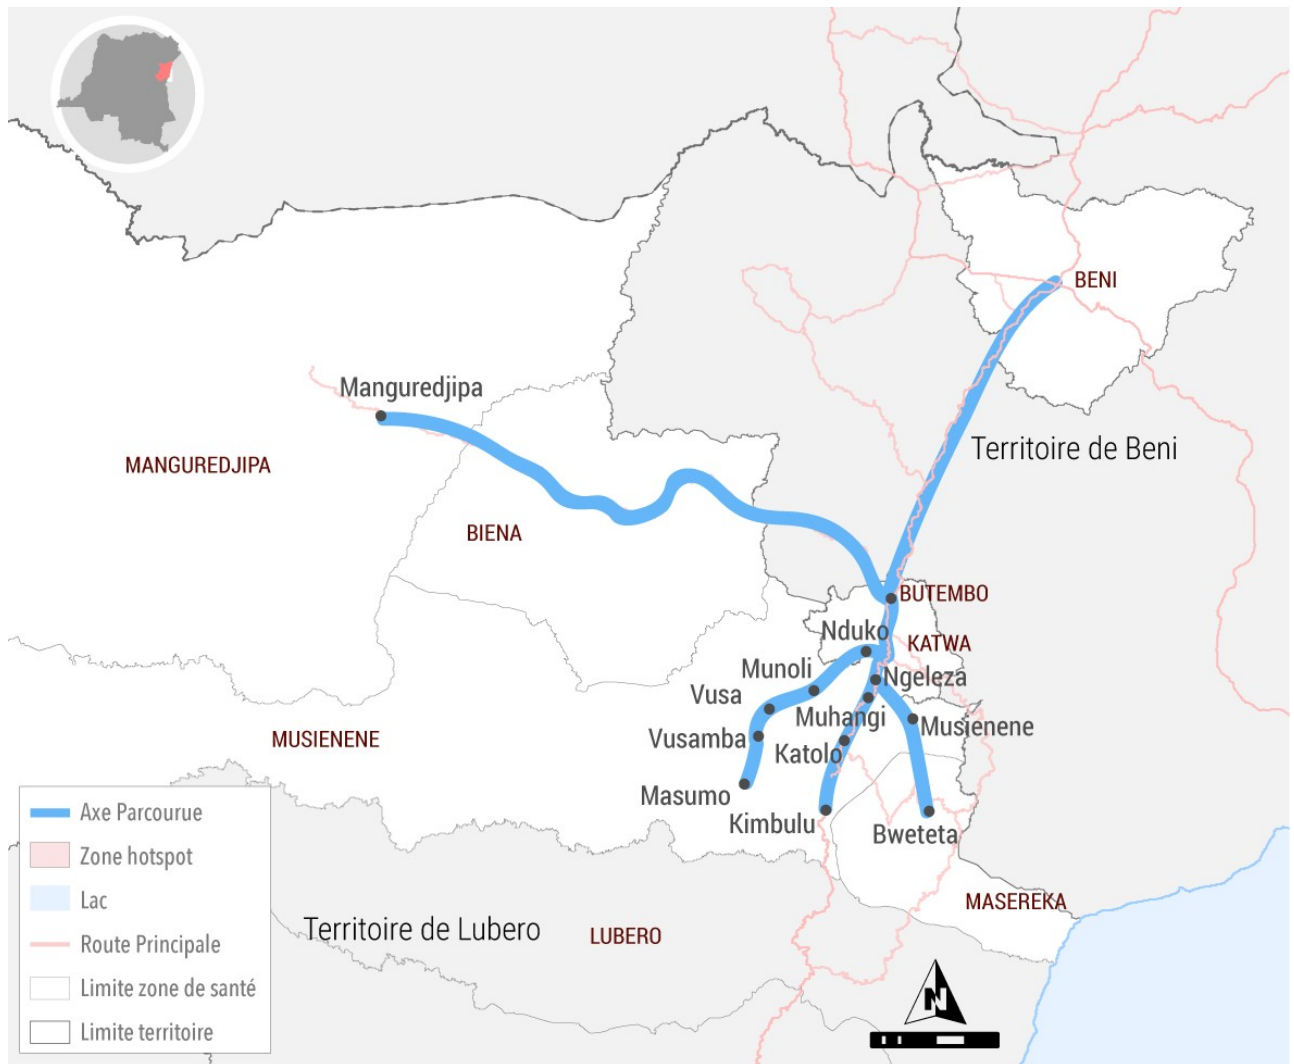 BENI
Manguredjipa
Territoire de Beni
MANGUREDJIPA
BIENA
BUTEMBO
Nduko
KATWA
Munoli
Ngeleza
Vusa
Muhangi
Musienene
Vusamba
Katolo
MUSIENENE
Masumo
Kimbulu
Bweteta
MASEREKA
Territoire de Lubero
LUBERO
Axe Parcourue
Zone hotspot
Lac
Route Principale
Limite zone de santé
Limite territoire
N